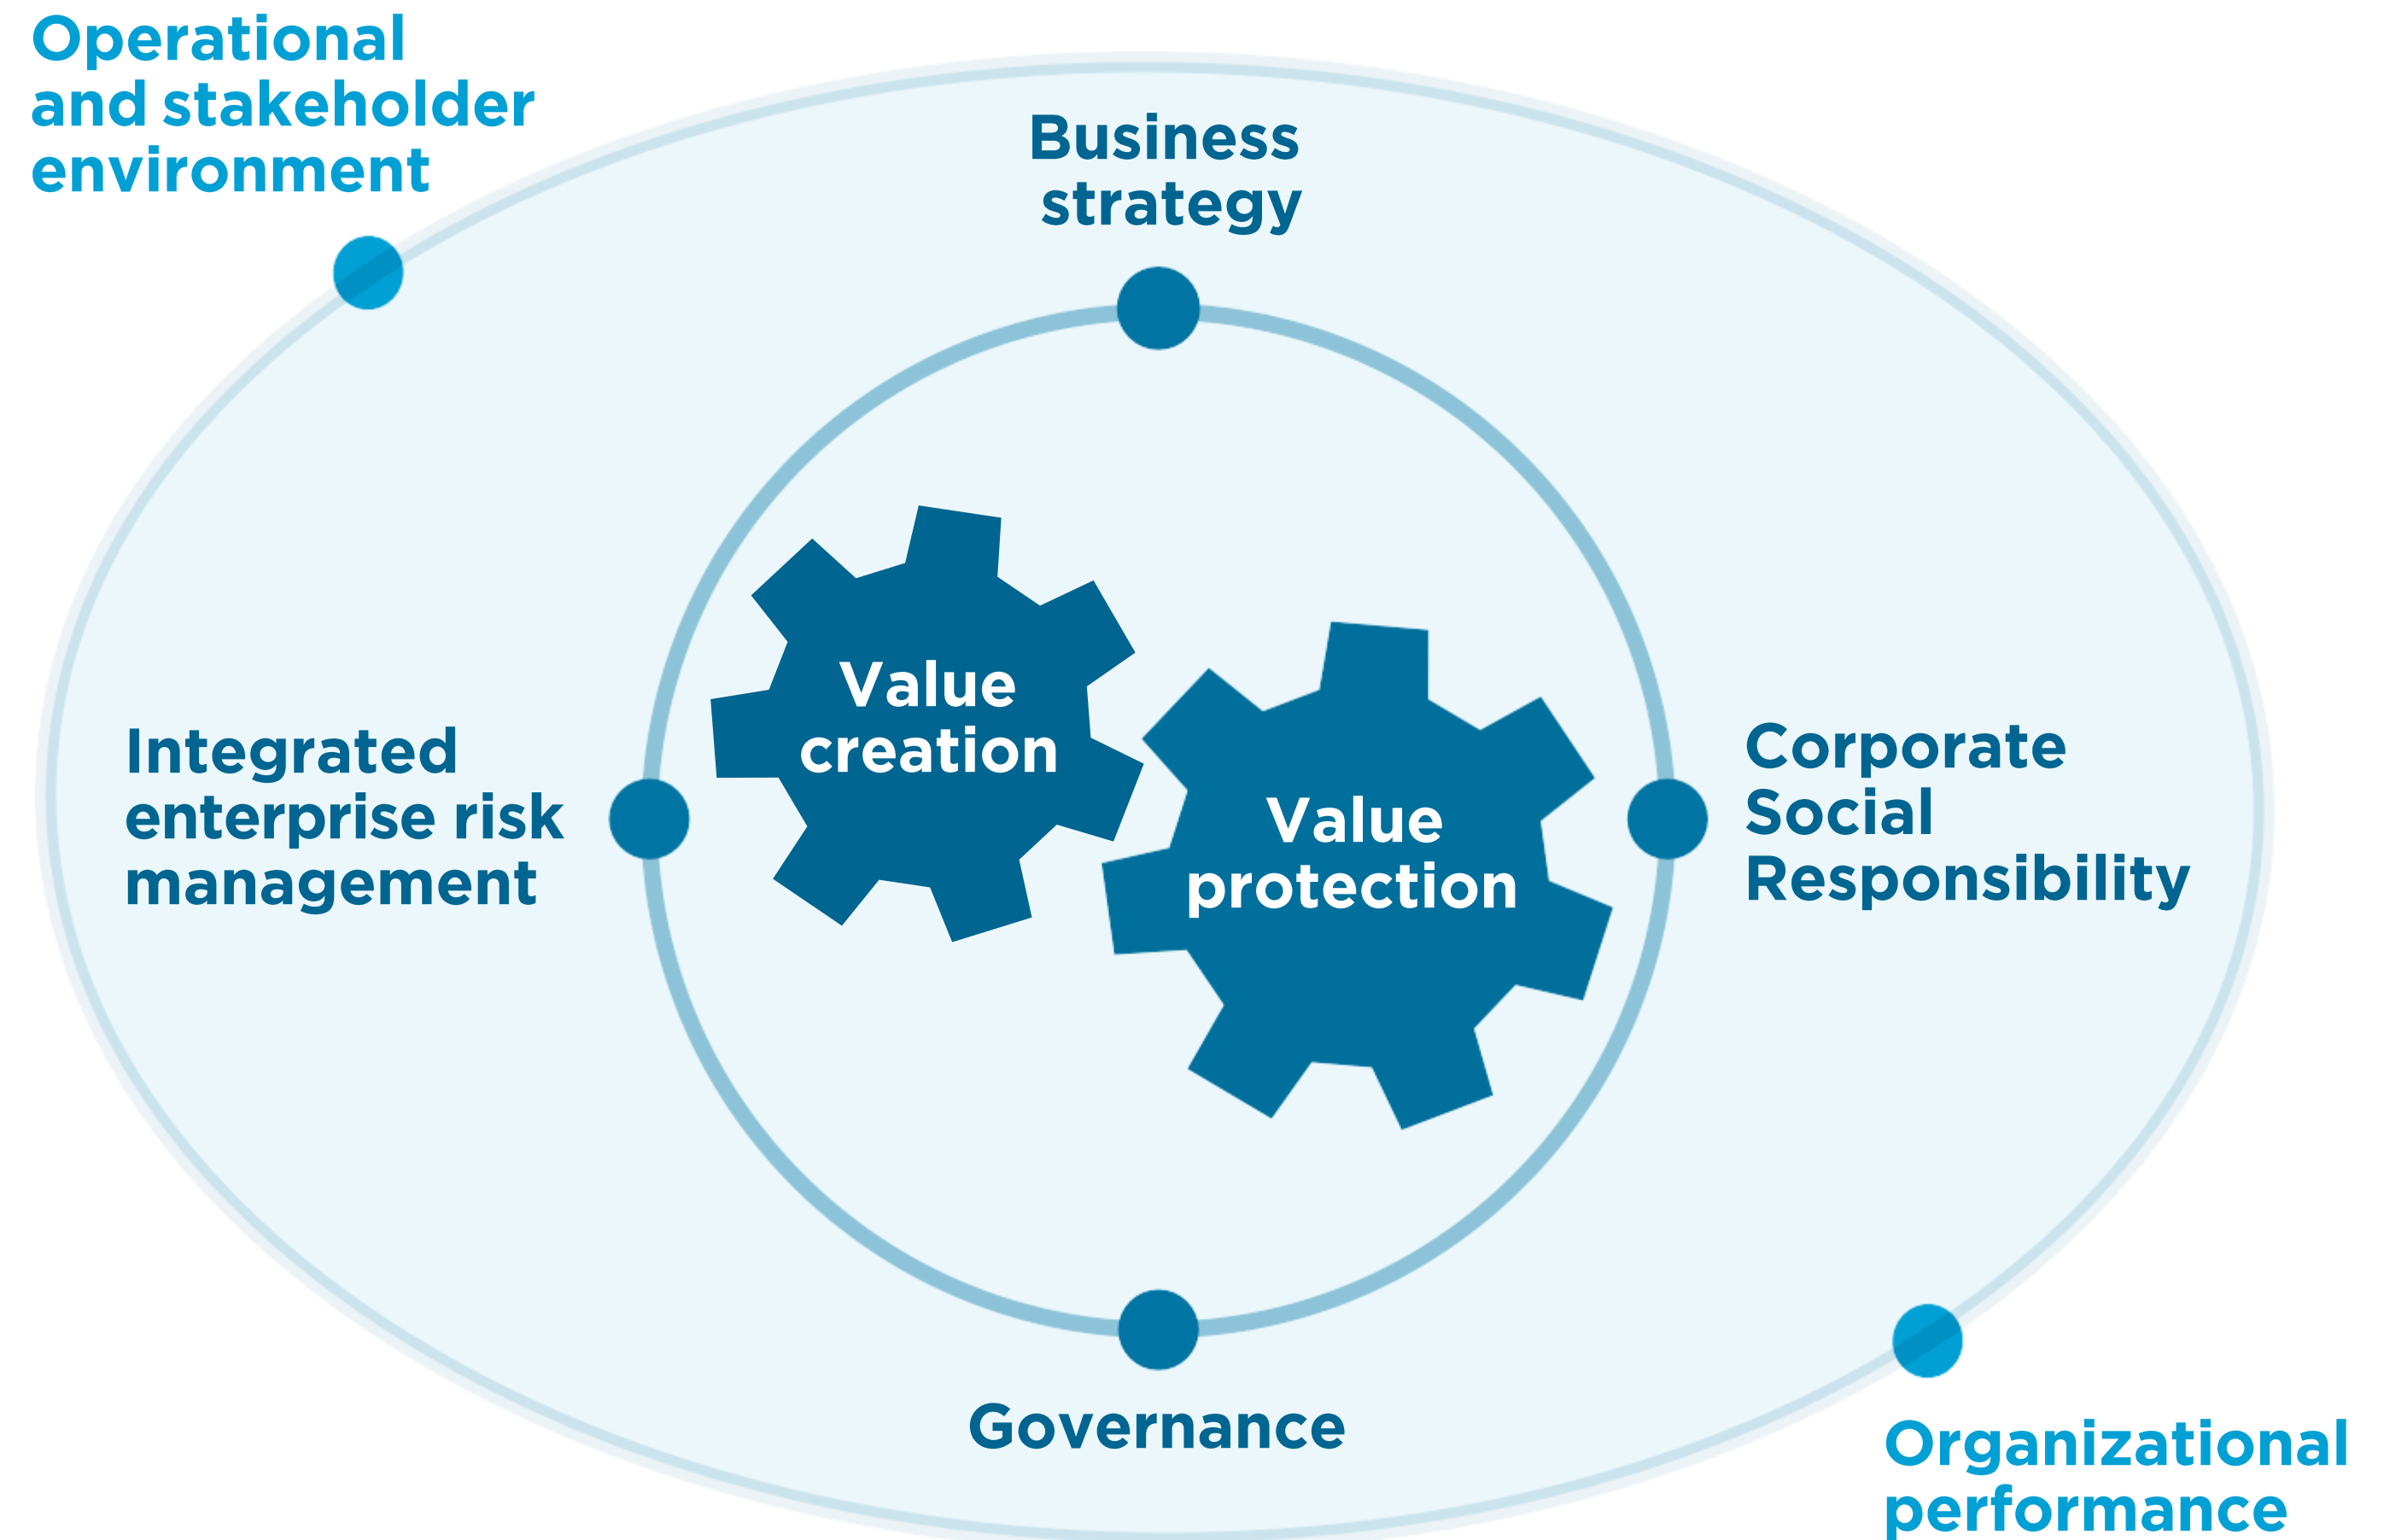 Operational
and stakeholder
environment
Business
strategy
Value
creation
Value
protection
Integrated
enterprise risk
management
Corporate
Social
Responsibility
Governance
Organizational
performance